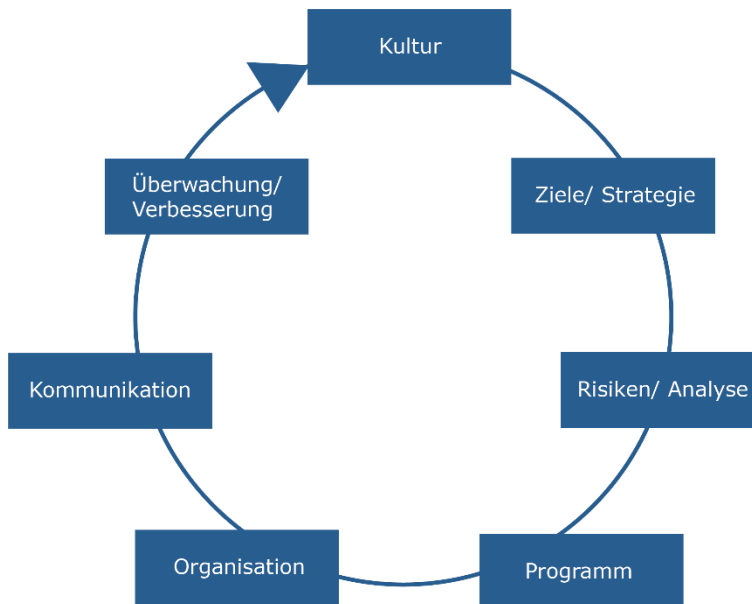 Kultur
Ziele/ Strategie
Risiken/ Analyse
Programm
Organisation
Kommunikation
Überwachung/
Verbesserung